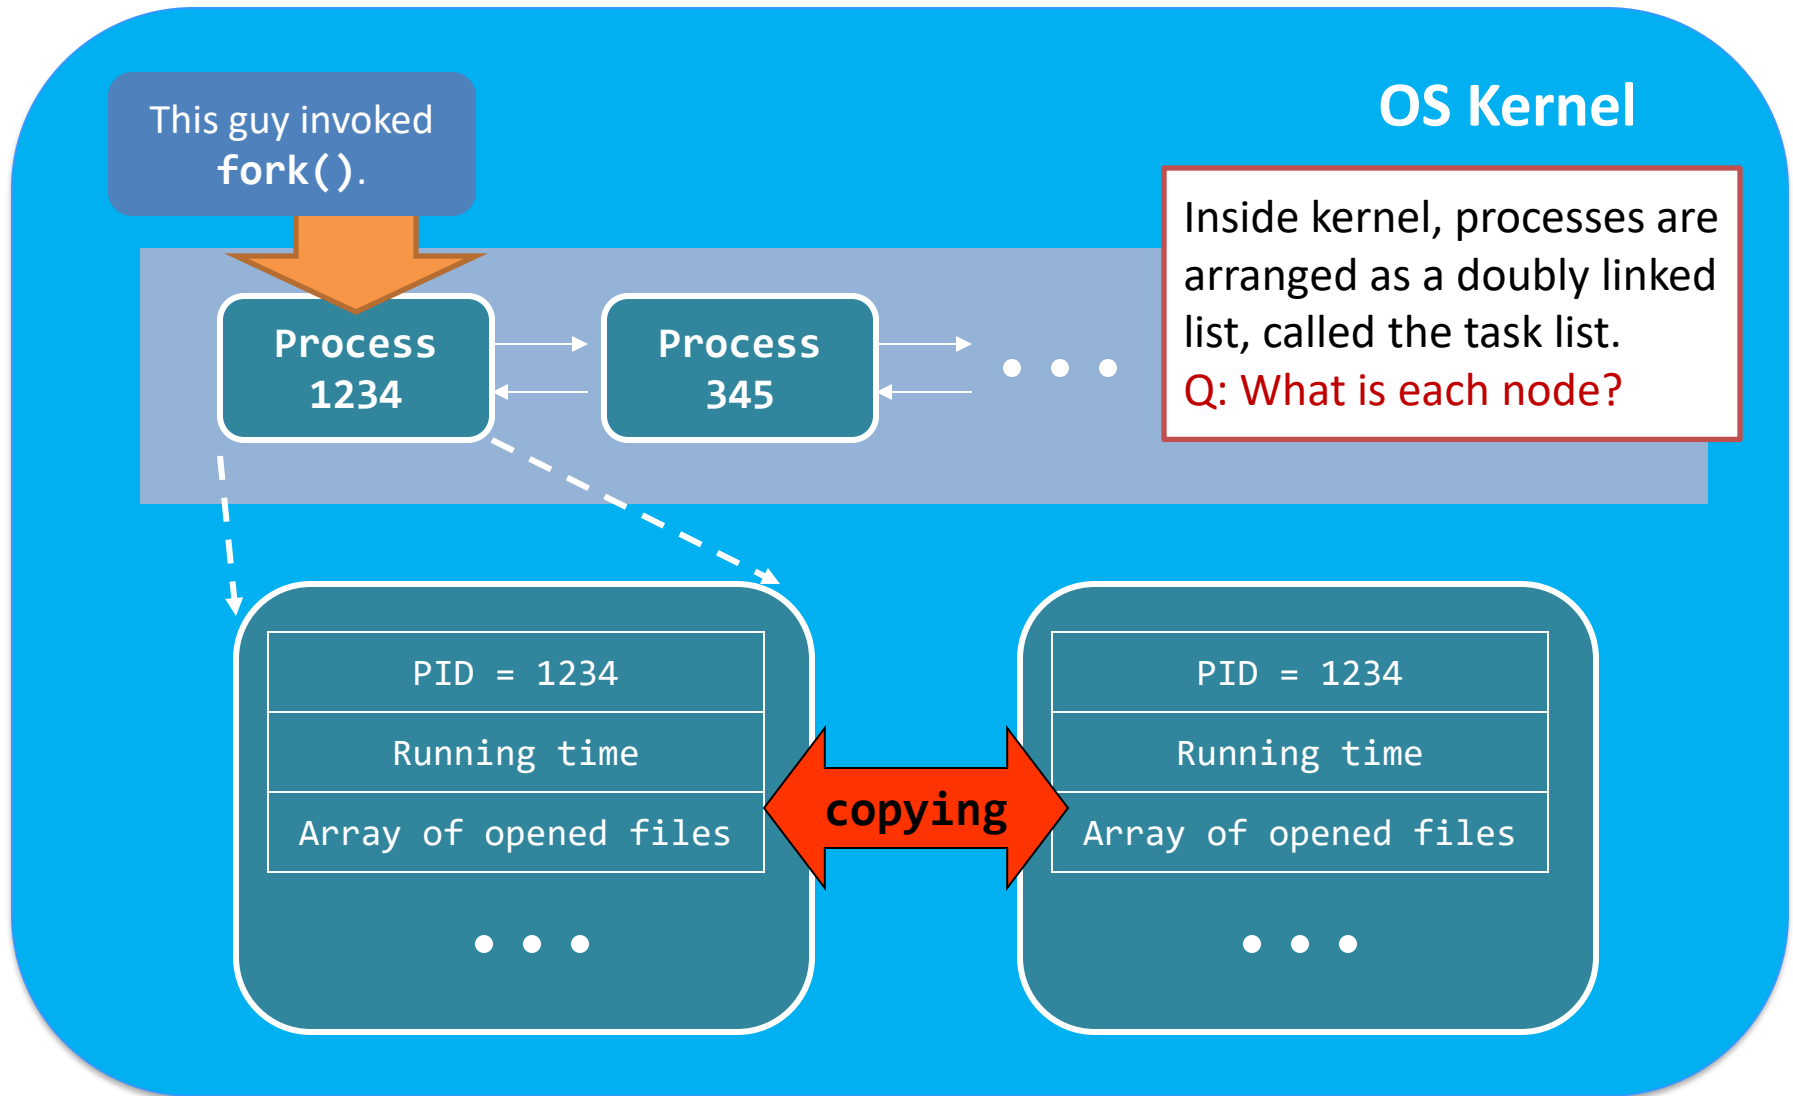 This guy invoked
fork().
OS Kernel
Inside kernel, processes are
arranged as a doubly linked
list, called the task list.
Q: What is each node?
Process
1234
Process
345
PID = 1234
Running time
Array of opened files
copying
PID = 1234
Running time
Array of opened files